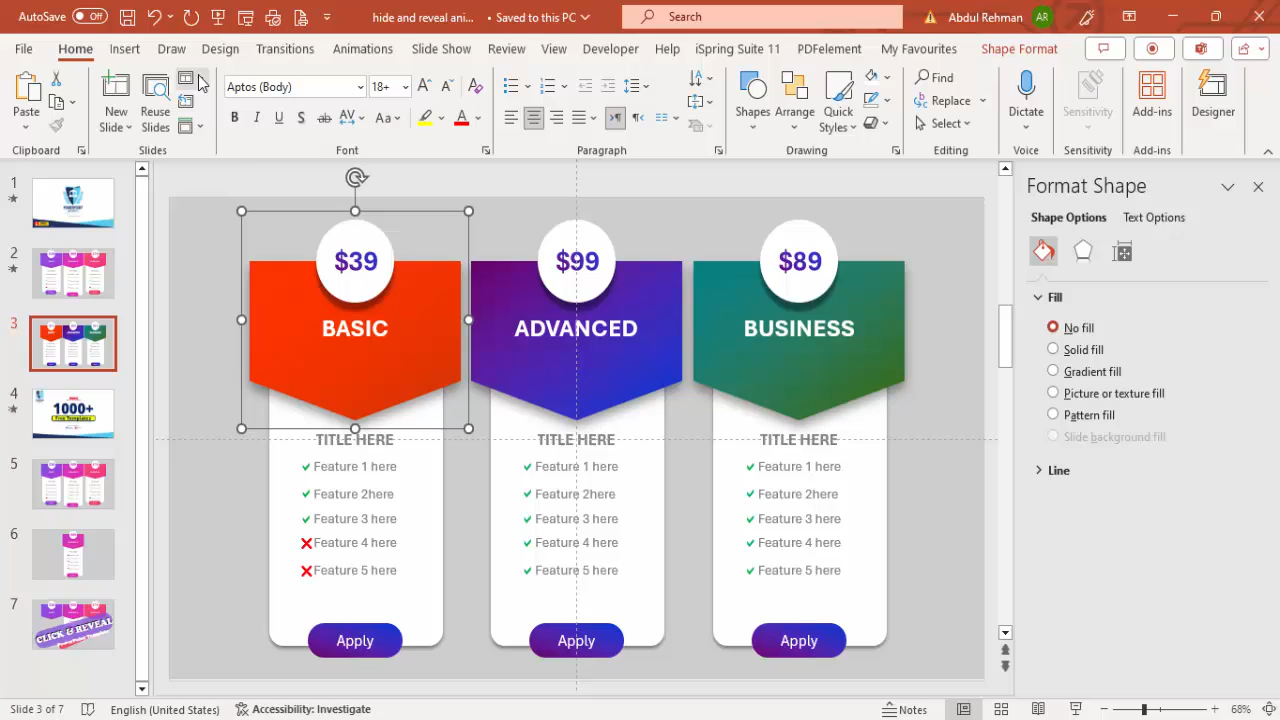 AutoSave Off hide and reveal ani... • Saved to this PC Search Abdul Rehman AR
File Home Insert Draw Design Transitions Animations Slide Show Review View Developer Help iSpring Suite 11 PDFelement My Favourites Shape Format
Paste New Slide Reuse Slides Aptos (Body) 18+ Shapes Arrange Quick Styles Find Replace Select Dictate Sensitivity Add-ins Designer
Clipboard Slides Font Paragraph Drawing Editing Voice Sensitivity Add-ins
1
2
3
4
1000+
5
6
7
CLICK & REVEAL
$39 $99 $89
BASIC ADVANCED BUSINESS
TITLE HERE TITLE HERE TITLE HERE
Feature 1 here Feature 1 here Feature 1 here
Feature 2here Feature 2here Feature 2here
Feature 3 here Feature 3 here Feature 3 here
Feature 4 here Feature 4 here Feature 4 here
Feature 5 here Feature 5 here Feature 5 here
Apply Apply Apply
Format Shape
Shape Options Text Options
Fill
No fill
Solid fill
Gradient fill
Picture or texture fill
Pattern fill
Slide background fill
Line
Slide 3 of 7 English (United States) Accessibility: Investigate Notes 68%